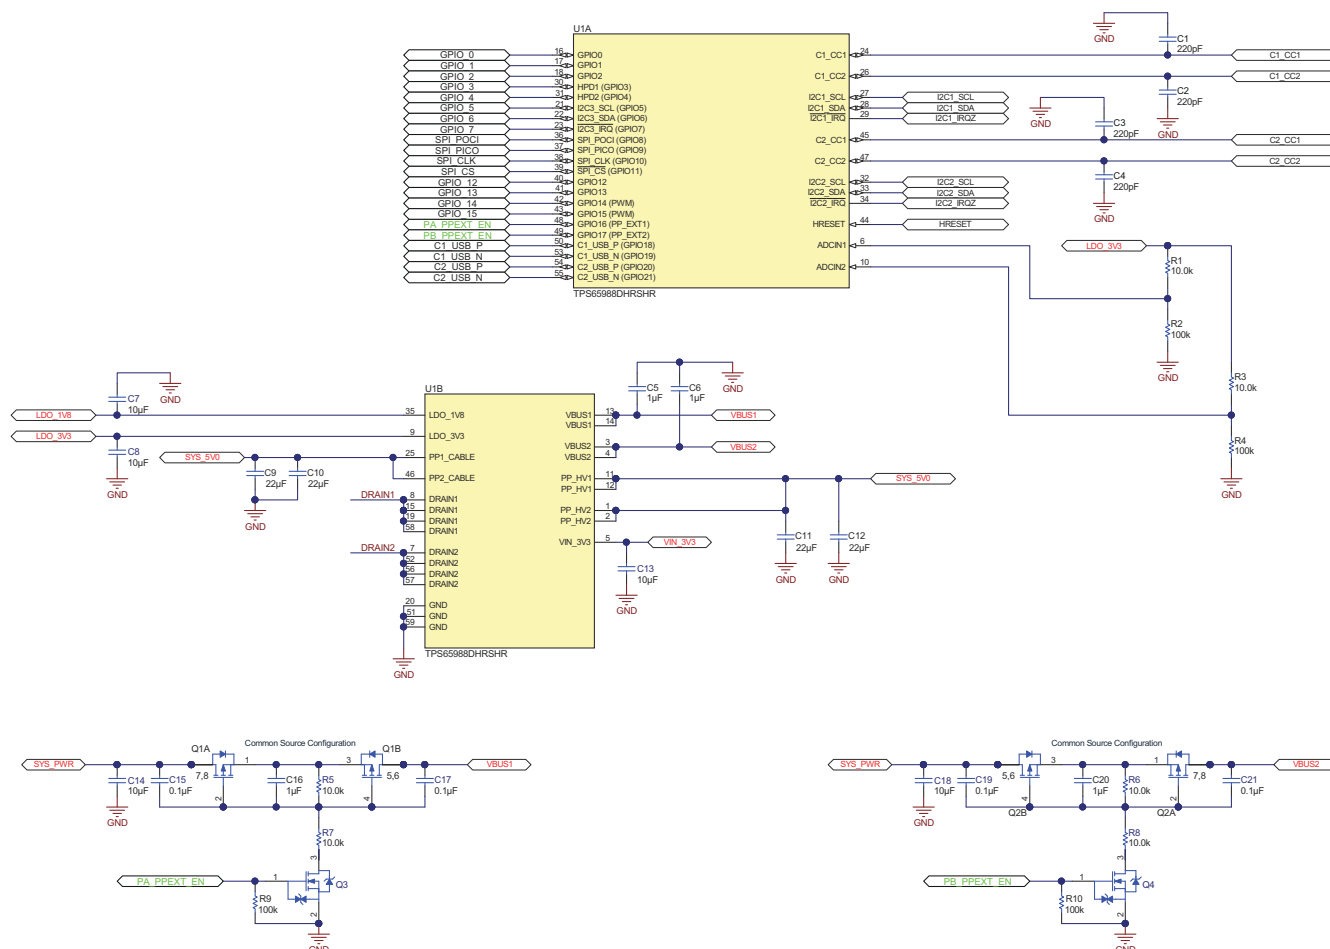 U1A
GPIO_0 16 GPIO0
GPIO_1 17 GPIO1
GPIO_2 18 GPIO2
GPIO_3 30 HPD1 (GPIO3)
GPIO_4 31 HPD2 (GPIO4)
GPIO_5 21 I2C3_SCL (GPIO5)
GPIO_6 22 I2C3_SDA (GPIO6)
GPIO_7 23 I2C3_IRQ (GPIO7)
SPI_POCI 36 SPI_POCI (GPIO8)
SPI_PICO 37 SPI_PICO (GPIO9)
SPI_CLK 38 SPI_CLK (GPIO10)
SPI_CS 39 SPI_CS (GPIO11)
GPIO_12 40 GPIO12
GPIO_13 41 GPIO13
GPIO_14 42 GPIO14 (PWM)
GPIO_15 43 GPIO15 (PWM)
PA_PPEXT_EN 48 GPIO16 (PP_EXT1)
PB_PPEXT_EN 49 GPIO17 (PP_EXT2)
C1_USB_P 50 C1_USB_P (GPIO18)
C1_USB_N 53 C1_USB_N (GPIO19)
C2_USB_P 54 C2_USB_P (GPIO20)
C2_USB_N 55 C2_USB_N (GPIO21)
TPS65988DHRSHR
C1_CC1 24 C1_CC1
C1_CC2 26 C1_CC2
I2C1_SCL 27 I2C1_SCL
I2C1_SDA 28 I2C1_SDA
I2C1_IRQ 29 I2C1_IRQZ
C2_CC1 45 C2_CC1
C2_CC2 47 C2_CC2
I2C2_SCL 32 I2C2_SCL
I2C2_SDA 33 I2C2_SDA
I2C2_IRQ 34 I2C2_IRQZ
HRESET 44 HRESET
ADCIN1 6
ADCIN2 10
GND
C1
220pF
C2
220pF
GND
GND
C3
220pF
C4
220pF
GND
LDO_3V3
R1
10.0k
R2
100k
GND
R3
10.0k
R4
100k
GND
U1B
C7
10µF
GND
LDO_1V8 35 LDO_1V8
LDO_3V3 9 LDO_3V3
C8
10µF
GND
SYS_5V0 25 PP1_CABLE
46 PP2_CABLE
C9
22µF
C10
22µF
GND
DRAIN1 8 DRAIN1
15 DRAIN1
19 DRAIN1
58 DRAIN1
DRAIN2 7 DRAIN2
52 DRAIN2
56 DRAIN2
57 DRAIN2
20 GND
51 GND
59 GND
GND
TPS65988DHRSHR
C5
1µF
C6
1µF
GND
VBUS1 13 VBUS1
VBUS1 14
VBUS2 3 VBUS2
VBUS2 4
PP_HV1 11 SYS_5V0
PP_HV1 12
PP_HV2 1
PP_HV2 2
VIN_3V3 5 VIN_3V3
C11
22µF
GND
C12
22µF
GND
C13
10µF
GND
Common Source Configuration
SYS_PWR
C14
10µF
GND
C15
0.1µF
Q1A
7,8
1
2
C16
1µF
R5
10.0k
Q1B
3
5,6
4
C17
0.1µF
VBUS1
R7
10.0k
PA_PPEXT_EN
1
3
Q3
2
R9
100k
GND
Common Source Configuration
SYS_PWR
C18
10µF
GND
C19
0.1µF
5,6
3
4
Q2B
C20
1µF
R6
10.0k
1
7,8
2
Q2A
C21
0.1µF
VBUS2
R8
10.0k
PB_PPEXT_EN
1
3
Q4
2
R10
100k
GND